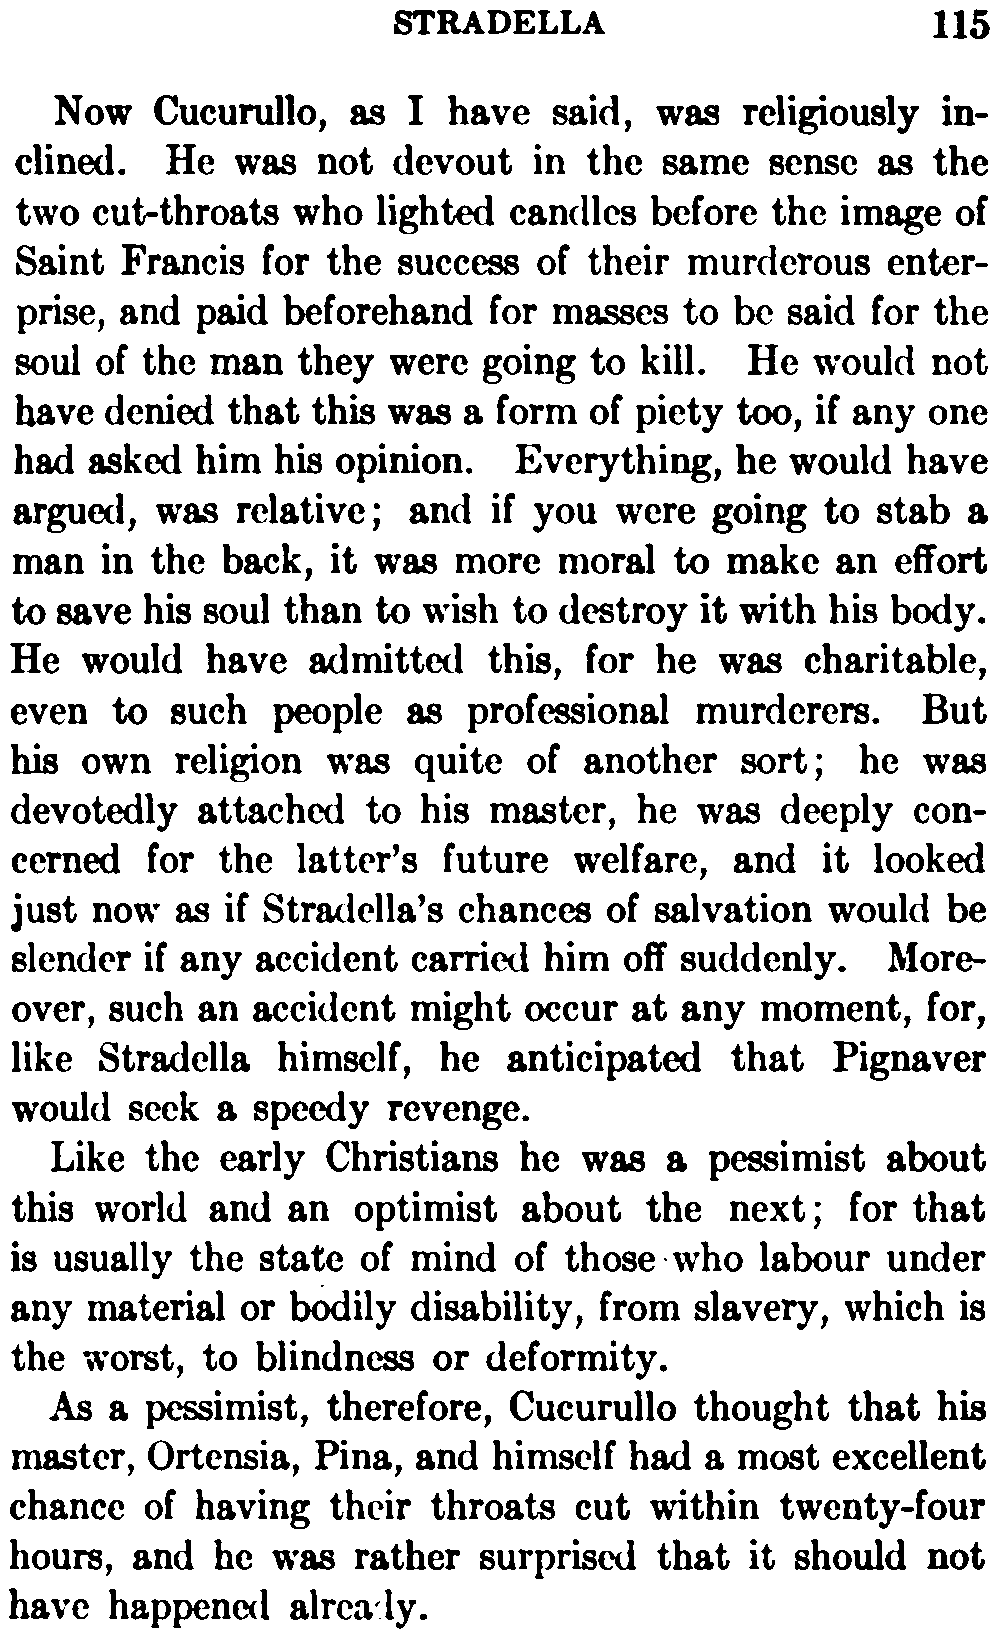 STRADELLA 115
Now Cucurullo, as I have said, was religiously in-
clined. He was not devout in the same sense as the
two cut-throats who lighted candles before the image of
Saint Francis for the success of their murderous enter-
prise, and paid beforehand for masses to be said for the
soul of the man they were going to kill. He would not
have denied that this was a form of piety too, if any one
had asked him his opinion. Everything, he would have
argued, was relative; and if you were going to stab a
man in the back, it was more moral to make an effort
to save his soul than to wish to destroy it with his body.
He would have admitted this, for he was charitable,
even to such people as professional murderers. But
his own religion was quite of another sort; he was
devotedly attached to his master, he was deeply con-
cerned for the latter's future welfare, and it looked
just now as if Stradella's chances of salvation would be
slender if any accident carried him off suddenly. More-
over, such an accident might occur at any moment, for,
like Stradella himself, he anticipated that Pignaver
would seek a speedy revenge.
Like the early Christians he was a pessimist about
this world and an optimist about the next; for that
is usually the state of mind of those who labour under
any material or bodily disability, from slavery, which is
the worst, to blindness or deformity.
As a pessimist, therefore, Cucurullo thought that his
master, Ortensia, Pina, and himself had a most excellent
chance of having their throats cut within twenty-four
hours, and he was rather surprised that it should not
have happened already.